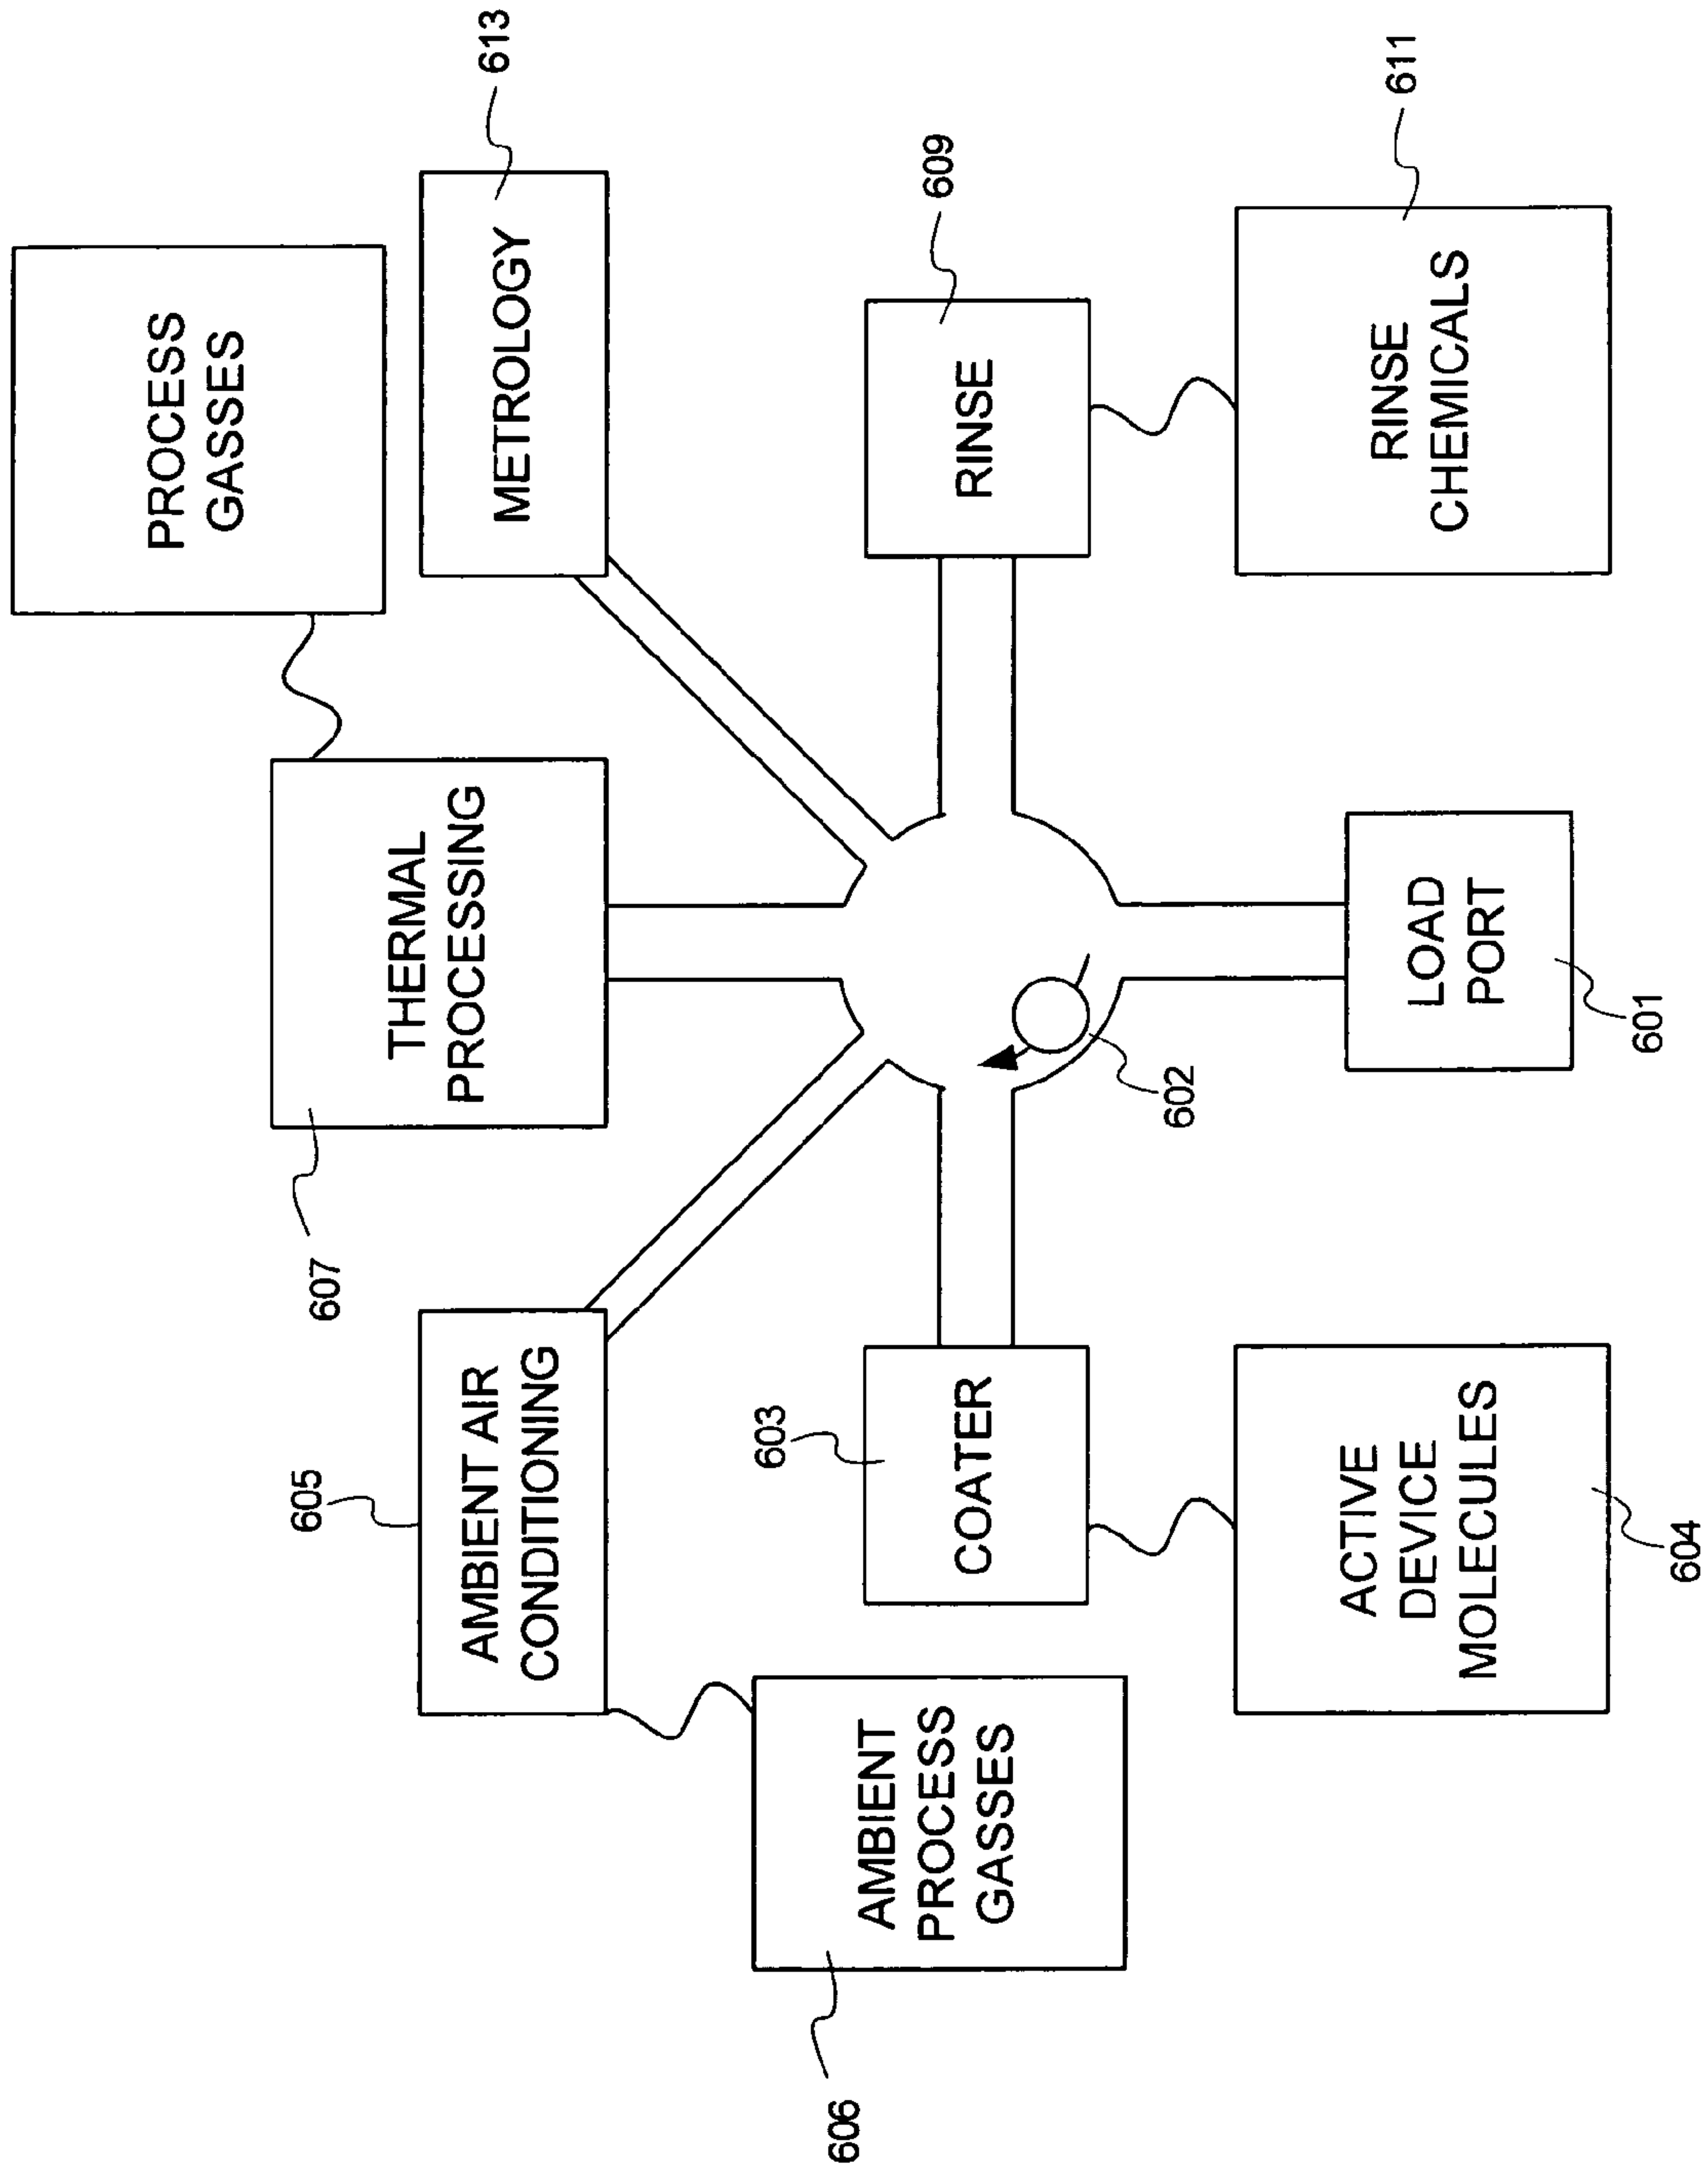 PROCESS
GASSES
613
METROLOGY
THERMAL
PROCESSING
607
605
AMBIENT AIR
CONDITIONING
609
RINSE
611
RINSE
CHEMICALS
LOAD
PORT
601
602
603
COATER
ACTIVE
DEVICE
MOLECULES
604
AMBIENT
PROCESS
GASSES
606